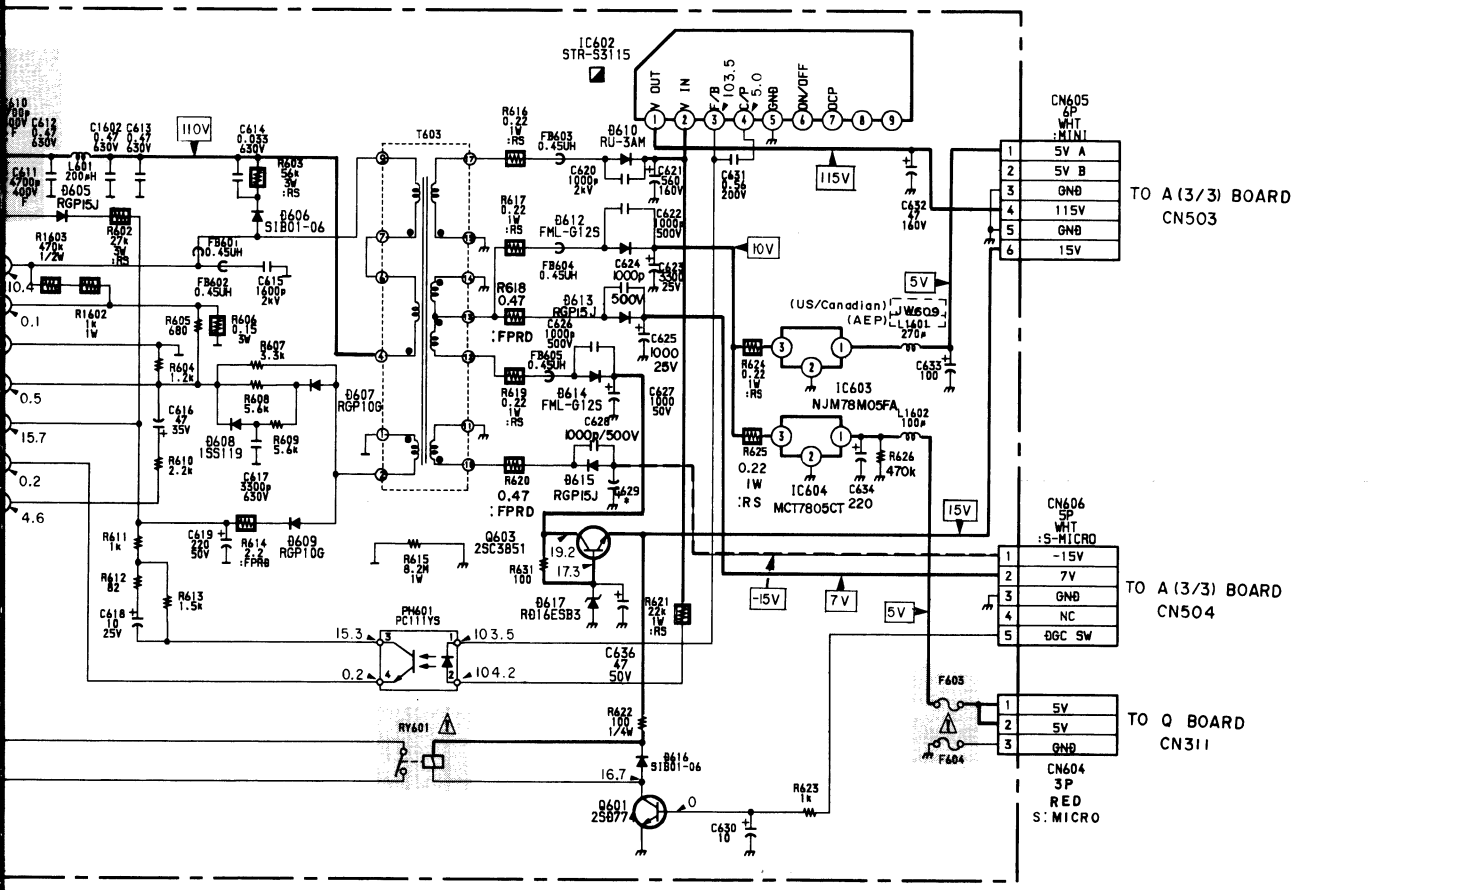 IC602
STR-S3115
V OUT
V IN
F/B
103.5
C/P
5.0
GND
ON/OFF
OCP
1 2 3 4 5 6 7 8 9
C612
0.47
630V
C1602
0.47
630V
C613
0.47
630V
110V
C614
0.033
630V
R603
56k
3W
:RS
L601
200μH
C611
4700p
400V
F
D605
RGP15J
R602
27k
3W
:RS
D606
SIB01-06
R1603
470k
1/2W
FB601
0.45UH
FB602
0.45UH
C615
1600p
2kV
10.4
0.1
R1602
1k
1W
R605
680
R606
0.15
3W
R607
3.3k
R604
1.2k
0.5
R608
5.6k
D607
RGP10G
C616
47
35V
15.7
D608
1SS119
R609
5.6k
R610
2.2k
0.2
C617
3300p
630V
4.6
R611
1k
C619
220
50V
R614
2.2
:FPRD
D609
RGP10G
R612
82
R613
1.5k
C618
10
25V
T603
R616
0.22
1W
:RS
FB603
0.45UH
D610
RU-3AM
C620
1000p
2kV
C621
560
160V
C631
0.56
200V
115V
C632
47
160V
R617
0.22
1W
:RS
D612
FML-G12S
C622
1000p
500V
10V
FB604
0.45UH
C624
1000p
500V
C623
3300
25V
R618
0.47
:FPRD
D613
RGP15J
C626
1000p
500V
C625
1000
25V
FB605
0.45UH
R619
0.22
1W
:RS
D614
FML-G12S
C627
1000
50V
C628
1000p/500V
R620
0.47
:FPRD
D615
RGP15J
C629
*
(US/Canadian)
(AEP)
JW609
L1601
270μ
5V
R624
0.22
1W
:RS
3 1 2
IC603
NJM78M05FA
C633
100
L1602
100μ
R625
0.22
1W
:RS
3 1 2
IC604
MCT7805CT
C634
220
R626
470k
15V
Q603
2SC3851
R615
8.2M
1W
19.2
17.3
R631
100
D617
RD16ESB3
R621
22k
1W
:RS
-15V
7V
5V
PH601
PC111YS
15.3
3
1
103.5
0.2
4
2
104.2
C636
47
50V
RY601
R622
100
1/4W
D616
SIB01-06
16.7
Q601
2SD774
0
R623
1k
C630
10
F603
F604
CN605
6P
WHT
:MINI
1 5V A
2 5V B
3 GND
4 115V
5 GND
6 15V
TO A(3/3) BOARD
CN503
CN606
5P
WHT
:S-MICRO
1 -15V
2 7V
3 GND
4 NC
5 DGC SW
TO A(3/3) BOARD
CN504
1 5V
2 5V
3 GND
TO Q BOARD
CN311
CN604
3P
RED
S:MICRO